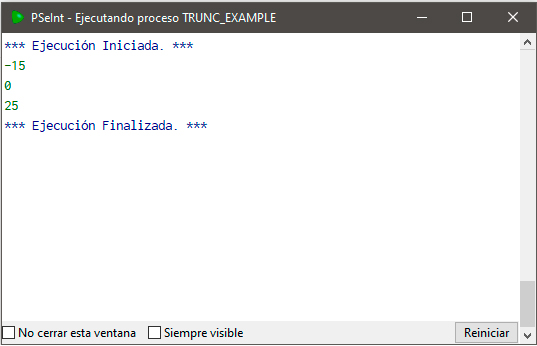 PSeInt - Ejecutando proceso TRUNC_EXAMPLE
*** Ejecución Iniciada. ***
-15
0
25
*** Ejecución Finalizada. ***
No cerrar esta ventana
Siempre visible
Reiniciar